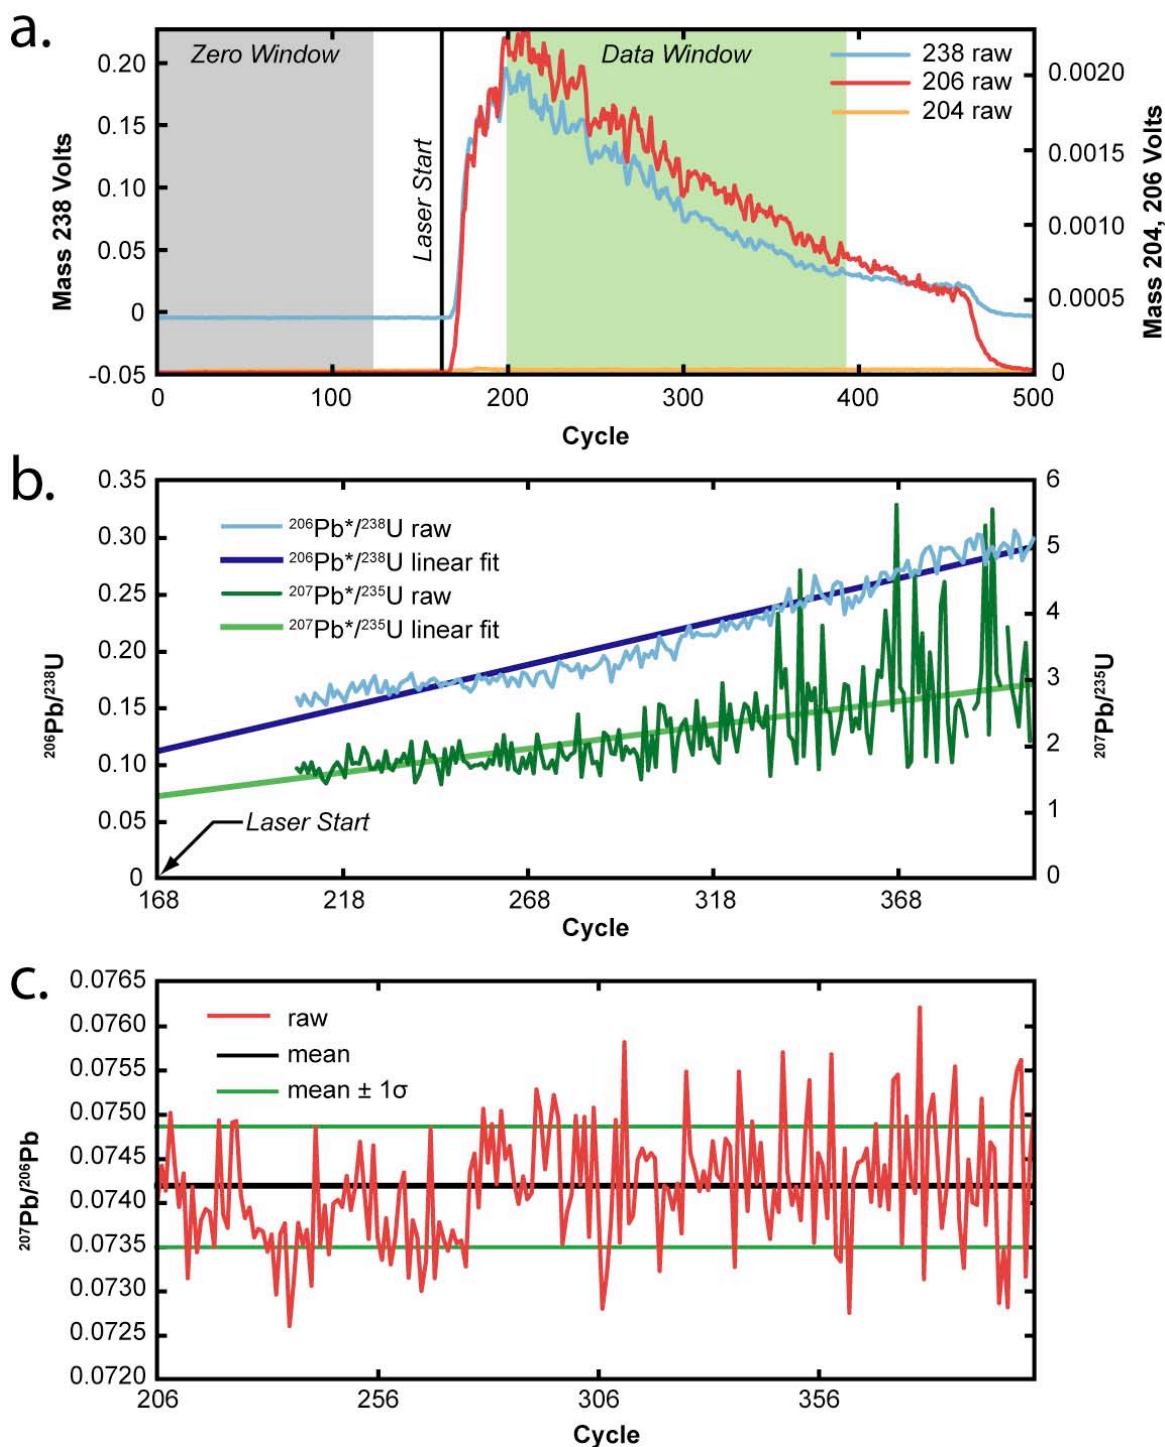 a.
Zero Window
Data Window
Laser Start
238 raw
206 raw
204 raw
0.20
0.15
0.10
0.05
0
-0.05
Mass 238 Volts
0.0020
0.0015
0.0010
0.0005
0
Mass 204, 206 Volts
0
100
200
300
400
500
Cycle
b.
0.35
0.30
0.25
0.20
0.15
0.10
0.05
0
²⁰⁶Pb/²³⁸U
²⁰⁶Pb*/²³⁸U raw
²⁰⁶Pb*/²³⁸U linear fit
²⁰⁷Pb*/²³⁵U raw
²⁰⁷Pb*/²³⁵U linear fit
Laser Start
6
5
4
3
2
1
0
²⁰⁷Pb/²³⁵U
168
218
268
318
368
Cycle
c.
0.0765
0.0760
0.0755
0.0750
0.0745
0.0740
0.0735
0.0730
0.0725
0.0720
²⁰⁷Pb/²⁰⁶Pb
raw
mean
mean ± 1σ
206
256
306
356
Cycle